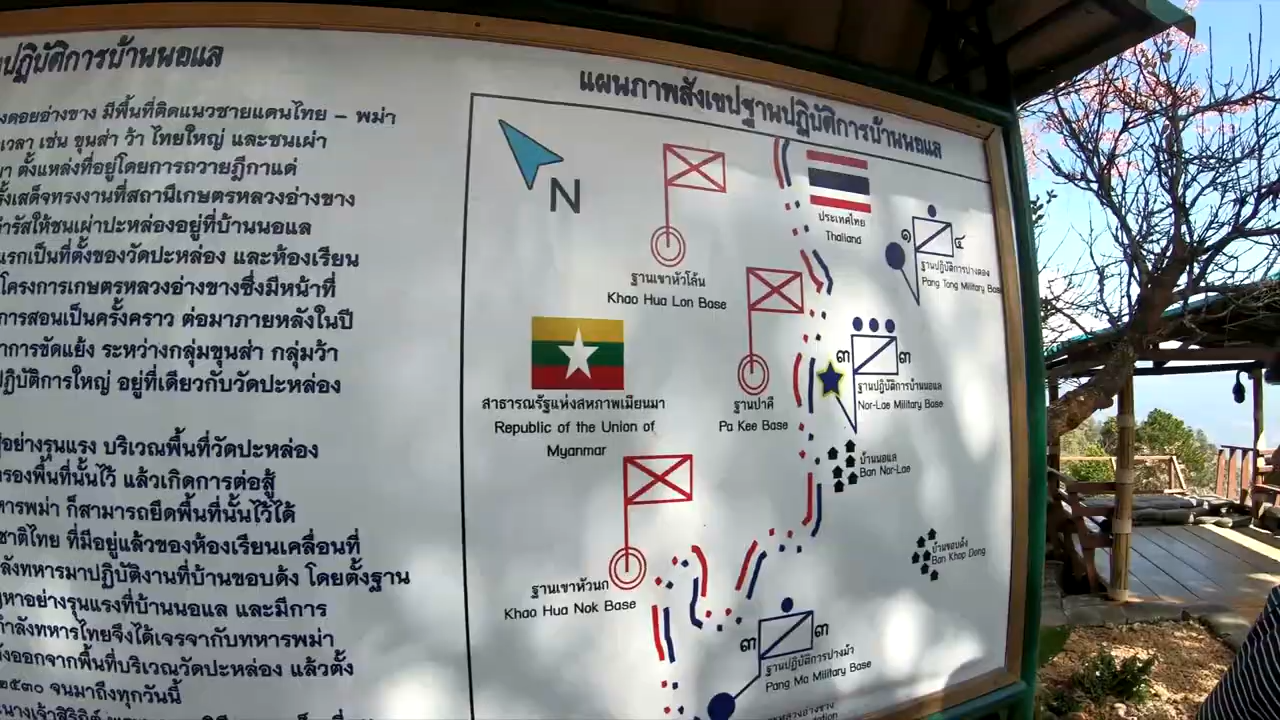 ปฏิบัติการบ้านนอแล
ดอยอ่างขาง มีพื้นที่ติดแนวชายแดนไทย – พม่า
เวลา เช่น ขุนส่า ว้า ไทยใหญ่ และชนเผ่า
ตั้งแหล่งที่อยู่โดยการถวายฎีกาแด่
เสด็จทรงงานที่สถานีเกษตรหลวงอ่างขาง
ให้ชนเผ่าปะหล่องอยู่ที่บ้านนอแล
แรกเป็นที่ตั้งของวัดปะหล่อง และห้องเรียน
โครงการเกษตรหลวงอ่างขางซึ่งมีหน้าที่
การสอนเป็นครั้งคราว ต่อมาภายหลังในปี
การขัดแย้ง ระหว่างกลุ่มขุนส่า กลุ่มว้า
ปฏิบัติการใหญ่ อยู่ที่เดียวกับวัดปะหล่อง
อย่างรุนแรง บริเวณพื้นที่วัดปะหล่อง
พื้นที่นั้นไว้ แล้วเกิดการต่อสู้
ทหารพม่า ก็สามารถยึดพื้นที่นั้นไว้ได้
ชาติไทย ที่มีอยู่แล้วของห้องเรียนเคลื่อนที่
ทหารมาปฏิบัติงานที่บ้านขอบด้ง โดยตั้งฐาน
อย่างรุนแรงที่บ้านนอแล และมีการ
กำลังทหารไทยจึงได้เจรจากับทหารพม่า
ออกจากพื้นที่บริเวณวัดปะหล่อง แล้วตั้ง
๒๕๓๐ จนมาถึงทุกวันนี้
แผนภาพสังเขปฐานปฏิบัติการบ้านนอแล
N
ประเทศไทย
Thailand
๑ ๔
ฐานปฏิบัติการปางตอง
Pang Tong Military Base
ฐานเขาหัวโล้น
Khao Hua Lon Base
สาธารณรัฐแห่งสหภาพเมียนมา
Republic of the Union of
Myanmar
ฐานปาคี
Pa Kee Base
๓ ๓
ฐานปฏิบัติการบ้านนอแล
Nor-Lae Military Base
บ้านนอแล
Ban Nor-Lae
บ้านขอบด้ง
Ban Khop Dong
ฐานเขาหัวนก
Khao Hua Nok Base
๓ ๓
ฐานปฏิบัติการปางม้า
Pang Ma Military Base